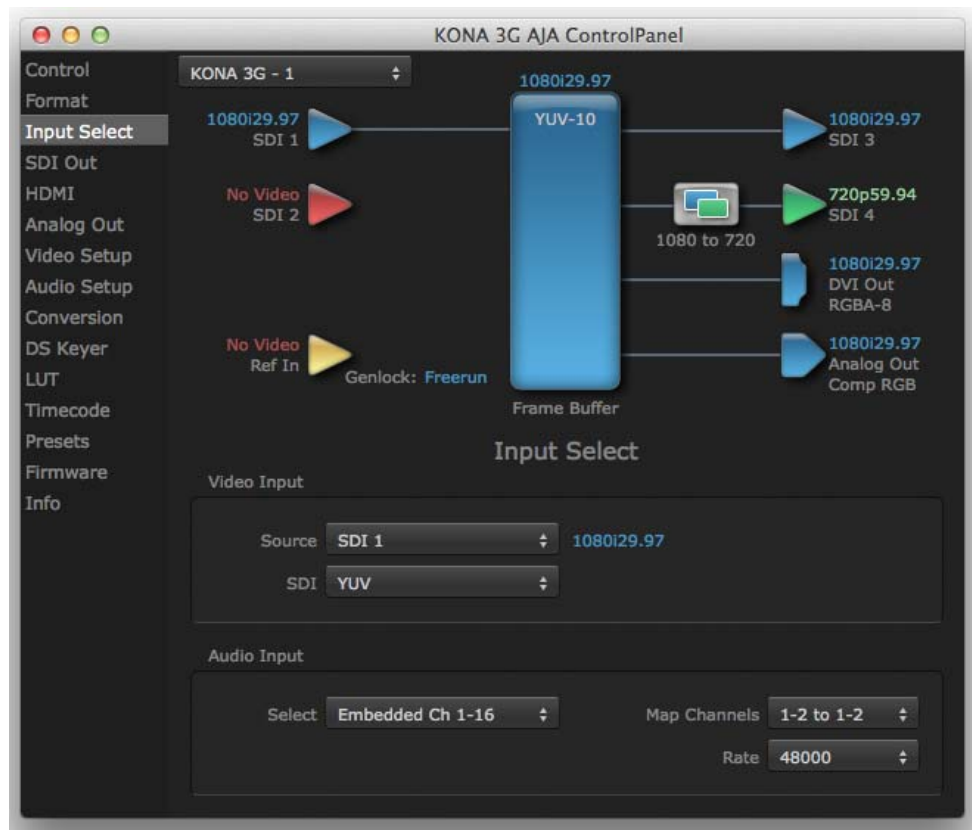 KONA 3G AJA ControlPanel
Control
Format
Input Select
SDI Out
HDMI
Analog Out
Video Setup
Audio Setup
Conversion
DS Keyer
LUT
Timecode
Presets
Firmware
Info
KONA 3G - 1
1080i29.97
YUV-10
1080i29.97
SDI 1
No Video
SDI 2
No Video
Ref In
Genlock: Freerun
Frame Buffer
1080i29.97
SDI 3
1080 to 720
720p59.94
SDI 4
1080i29.97
DVI Out
RGBA-8
1080i29.97
Analog Out
Comp RGB
Input Select
Video Input
Source SDI 1 1080i29.97
SDI YUV
Audio Input
Select Embedded Ch 1-16 Map Channels 1-2 to 1-2
Rate 48000